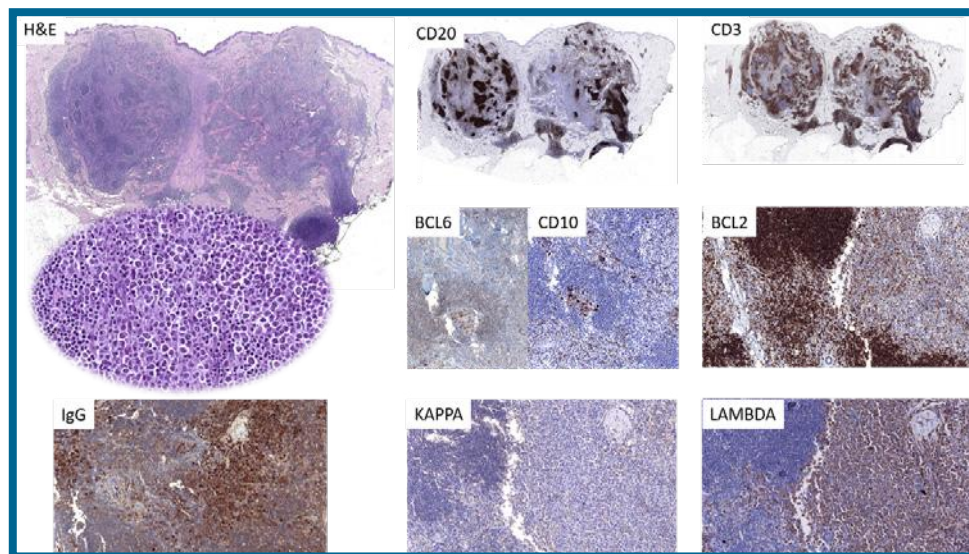 H&E
CD20
CD3
BCL6
CD10
BCL2
IgG
KAPPA
LAMBDA